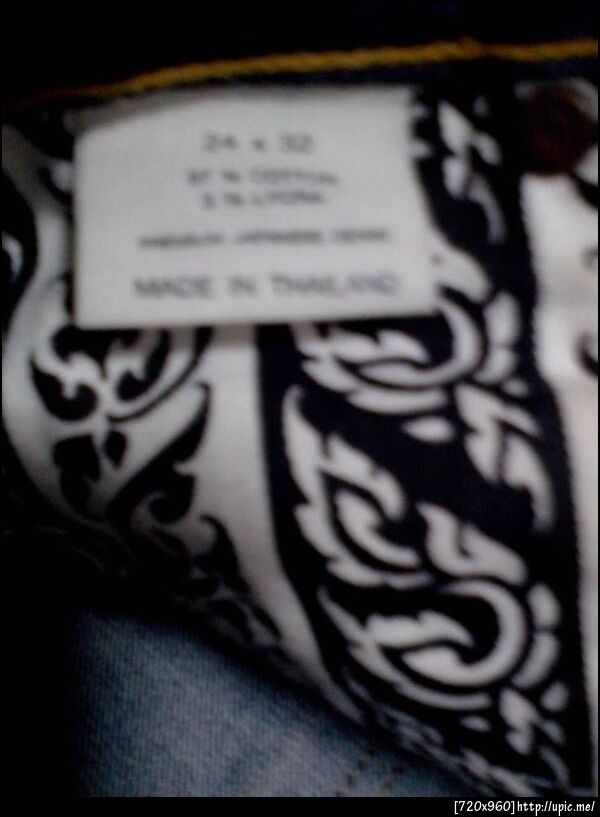 24 x 32
97 % COTTON
3 % LYCRA
PREMIUM JAPANESE DENIM
MADE IN THAILAND
[720x960]http://upic.me/